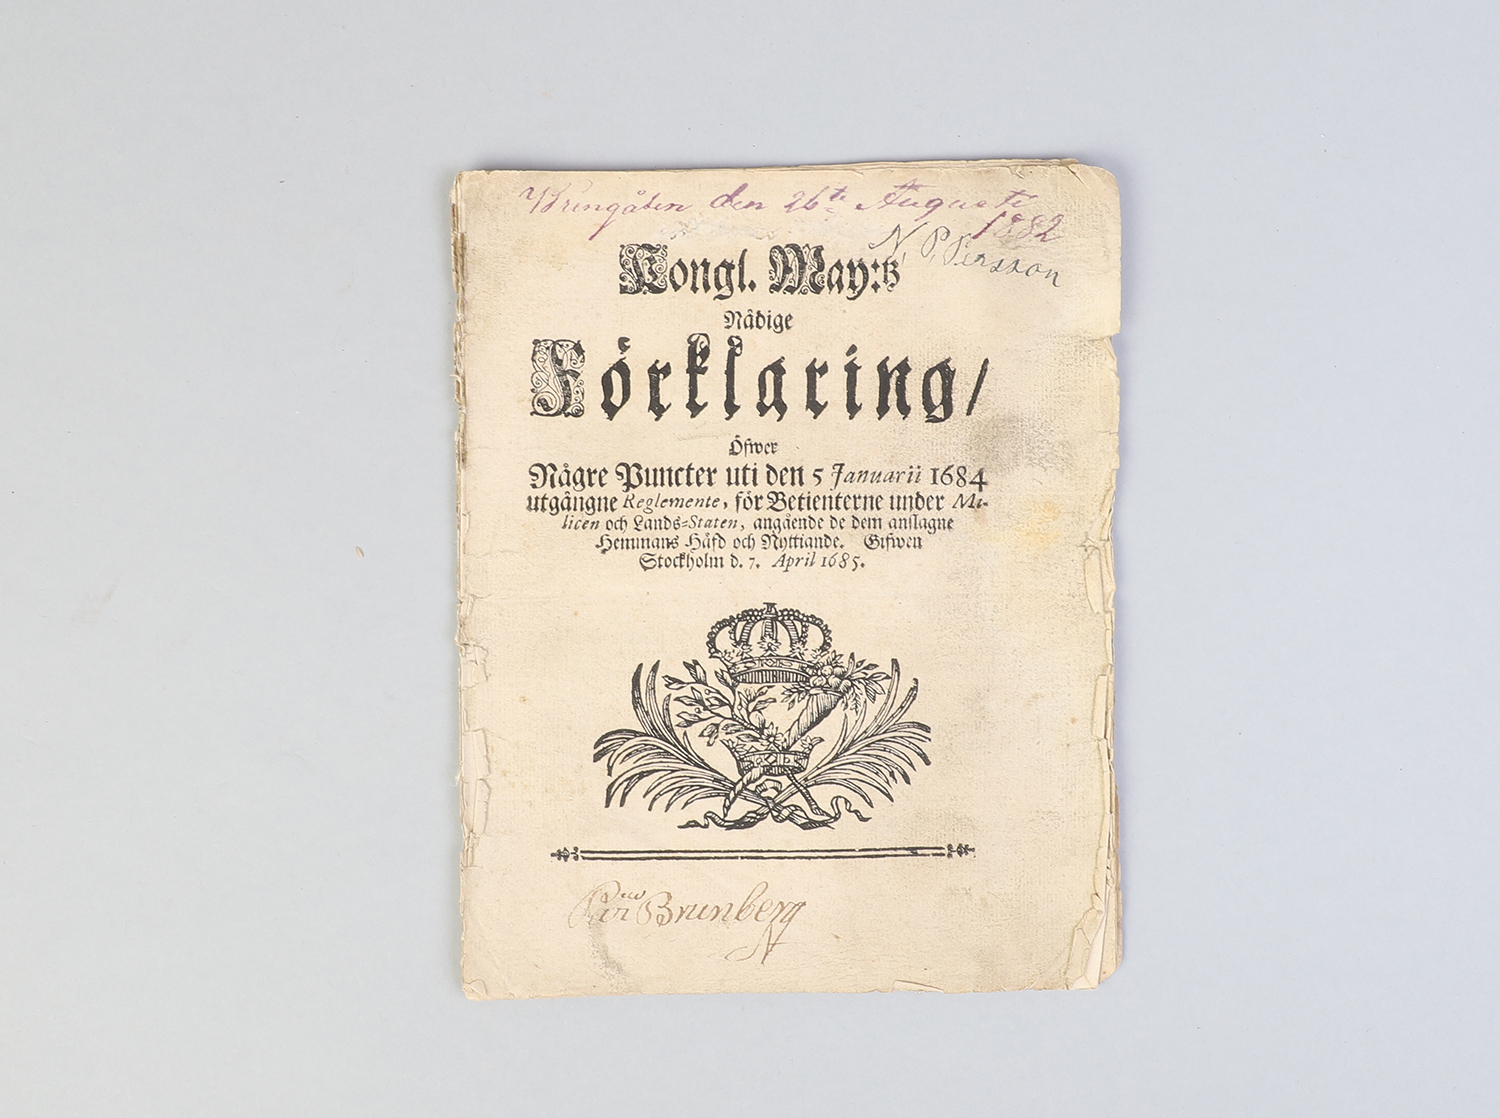 den 26te Augusti
1882
N. P. Persson
Kongl. May:tz
Nådige
Förklaring/
Öfwer
Någre Puncter uti den 5 Januarii 1684
utgångne Reglemente, för Betienterne under Mi-
licen och Lands-Staten, angående de dem anslagne
Hemmans Häfd och Nyttiande. Gifwen
Stockholm d. 7. April 1685.
Brunberg